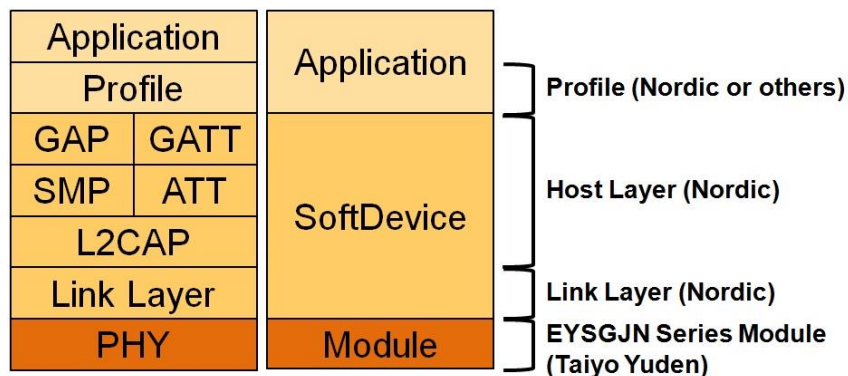 Application
Profile
GAP GATT
SMP ATT
L2CAP
Link Layer
PHY
Application
SoftDevice
Module
Profile (Nordic or others)
Host Layer (Nordic)
Link Layer (Nordic)
EYSGJN Series Module
(Taiyo Yuden)